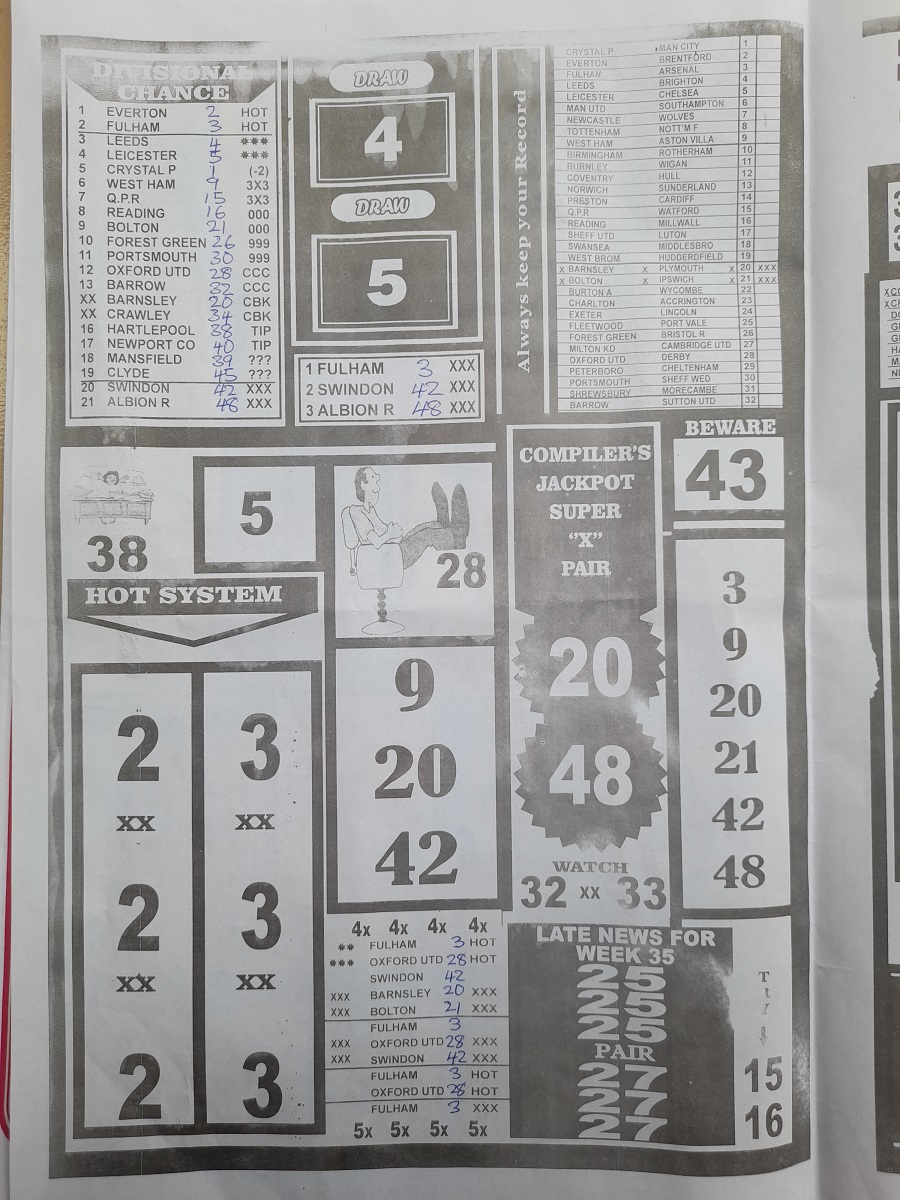 DIVISIONAL
CHANCE
1 EVERTON 2 HOT
2 FULHAM 3 HOT
3 LEEDS 4 ***
4 LEICESTER 5 ***
5 CRYSTAL P 1 (-2)
6 WEST HAM 9 3X3
7 Q.P.R 15 3X3
8 READING 16 000
9 BOLTON 21 000
10 FOREST GREEN 26 999
11 PORTSMOUTH 30 999
12 OXFORD UTD 28 CCC
13 BARROW 32 CCC
XX BARNSLEY 20 CBK
XX CRAWLEY 34 CBK
16 HARTLEPOOL 38 TIP
17 NEWPORT CO 40 TIP
18 MANSFIELD 39 ???
19 CLYDE 45 ???
20 SWINDON 42 XXX
21 ALBION R 48 XXX
DRAW
4
DRAW
5
1 FULHAM 3 XXX
2 SWINDON 42 XXX
3 ALBION R 48 XXX
Always keep your Record
CRYSTAL P MAN CITY 1
EVERTON BRENTFORD 2
FULHAM ARSENAL 3
LEEDS BRIGHTON 4
LEICESTER CHELSEA 5
MAN UTD SOUTHAMPTON 6
NEWCASTLE WOLVES 7
TOTTENHAM NOTT'M F 8
WEST HAM ASTON VILLA 9
BIRMINGHAM ROTHERHAM 10
BURNLEY WIGAN 11
COVENTRY HULL 12
NORWICH SUNDERLAND 13
PRESTON CARDIFF 14
Q.P.R WATFORD 15
READING MILLWALL 16
SHEFF UTD LUTON 17
SWANSEA MIDDLESBRO 18
WEST BROM HUDDERDFIELD 19
X BARNSLEY X PLYMOUTH X 20 XXX
X BOLTON X IPSWICH X 21 XXX
BURTON A WYCOMBE 22
CHARLTON ACCRINGTON 23
EXETER LINCOLN 24
FLEETWOOD PORT VALE 25
FOREST GREEN BRISTOL R 26
MILTON KD CAMBRIDGE UTD 27
OXFORD UTD DERBY 28
PETERBORO CHELTENHAM 29
PORTSMOUTH SHEFF WED 30
SHREWSBURY MORECAMBE 31
BARROW SUTTON UTD 32
38
5
28
HOT SYSTEM
2 3
XX XX
2 3
XX XX
2 3
9
20
42
COMPILER'S
JACKPOT
SUPER
"X"
PAIR
20
48
WATCH
32 XX 33
BEWARE
43
3
9
20
21
42
48
4x 4x 4x 4x
** FULHAM 3 HOT
*** OXFORD UTD 28 HOT
SWINDON 42
XXX BARNSLEY 20 XXX
XXX BOLTON 21 XXX
FULHAM 3
XXX OXFORD UTD 28 XXX
XXX SWINDON 42 XXX
FULHAM 3 HOT
OXFORD UTD 28 HOT
FULHAM 3 XXX
5x 5x 5x 5x
LATE NEWS FOR
WEEK 35
25
25
25
PAIR
27
27
27
15
16